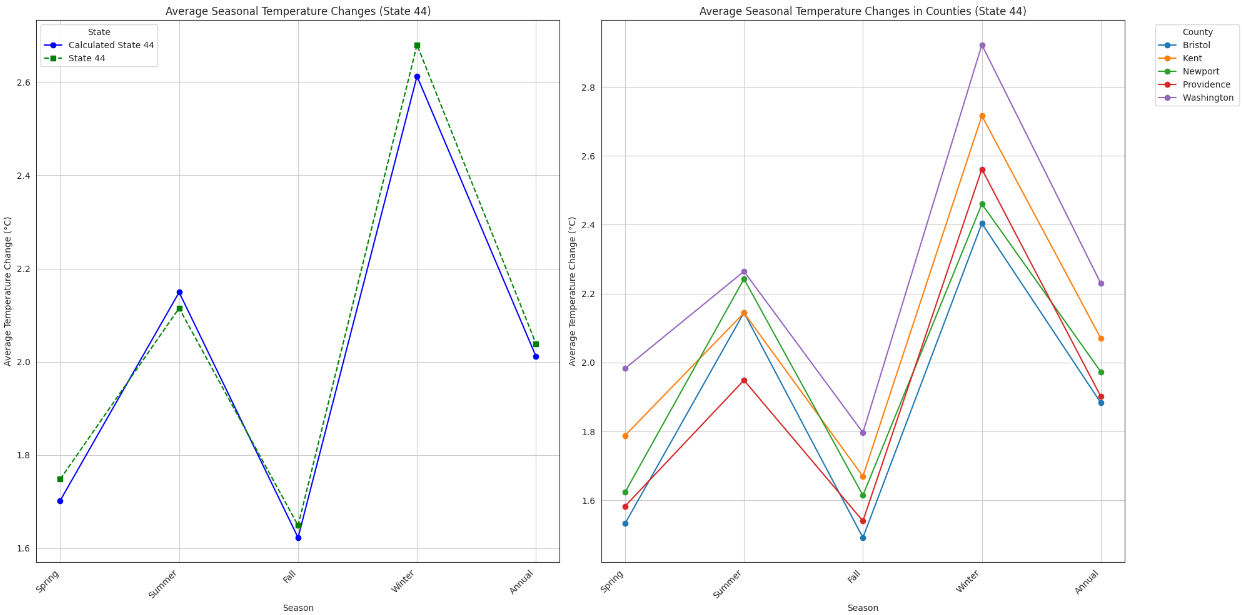 Average Seasonal Temperature Changes (State 44)
State
Calculated State 44
State 44
Average Temperature Change (°C)
2.6
2.4
2.2
2.0
1.8
1.6
Spring
Summer
Fall
Winter
Annual
Season
Average Seasonal Temperature Changes in Counties (State 44)
Average Temperature Change (°C)
2.8
2.6
2.4
2.2
2.0
1.8
1.6
Spring
Summer
Fall
Winter
Annual
Season
County
Bristol
Kent
Newport
Providence
Washington